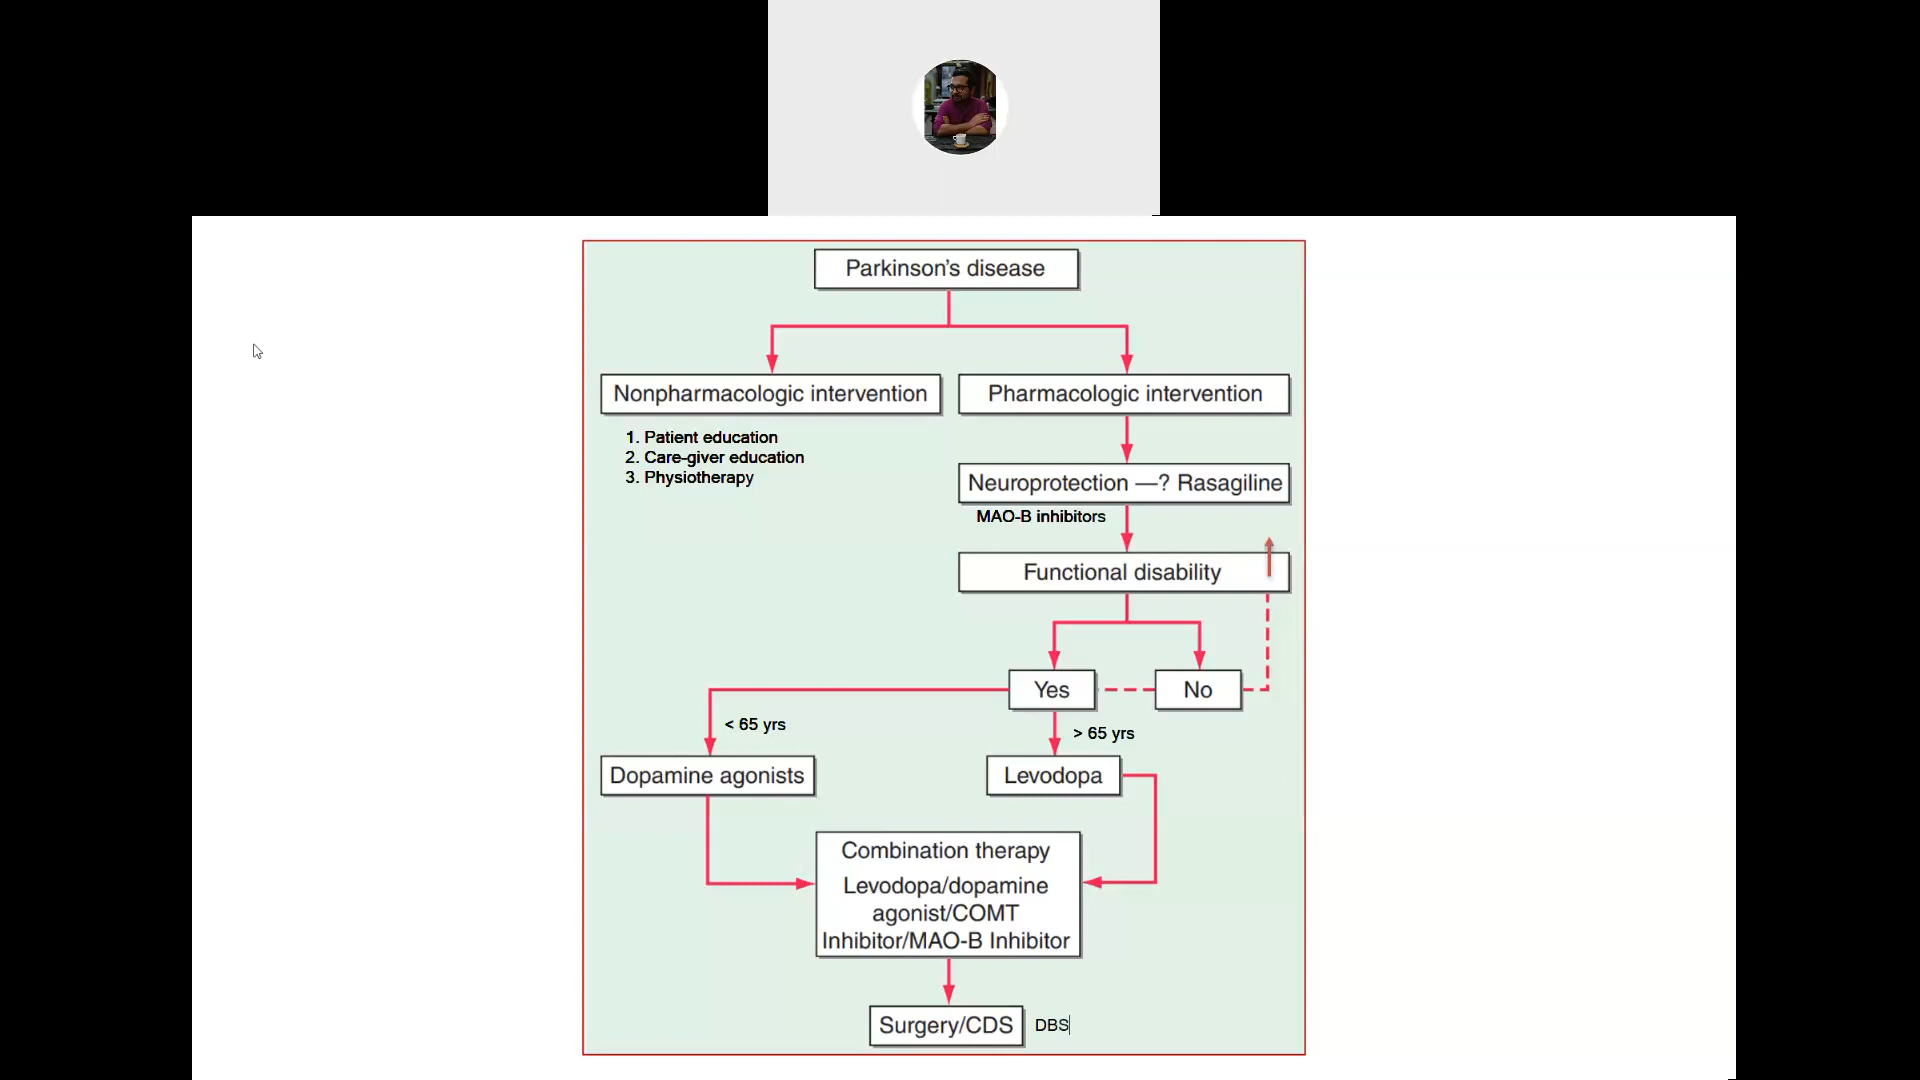 Parkinson's disease
Nonpharmacologic intervention
Pharmacologic intervention
1. Patient education
2. Care-giver education
3. Physiotherapy
Neuroprotection —? Rasagiline
MAO-B inhibitors
Functional disability
Yes
No
< 65 yrs
> 65 yrs
Dopamine agonists
Levodopa
Combination therapy
Levodopa/dopamine
agonist/COMT
Inhibitor/MAO-B Inhibitor
Surgery/CDS
DBS